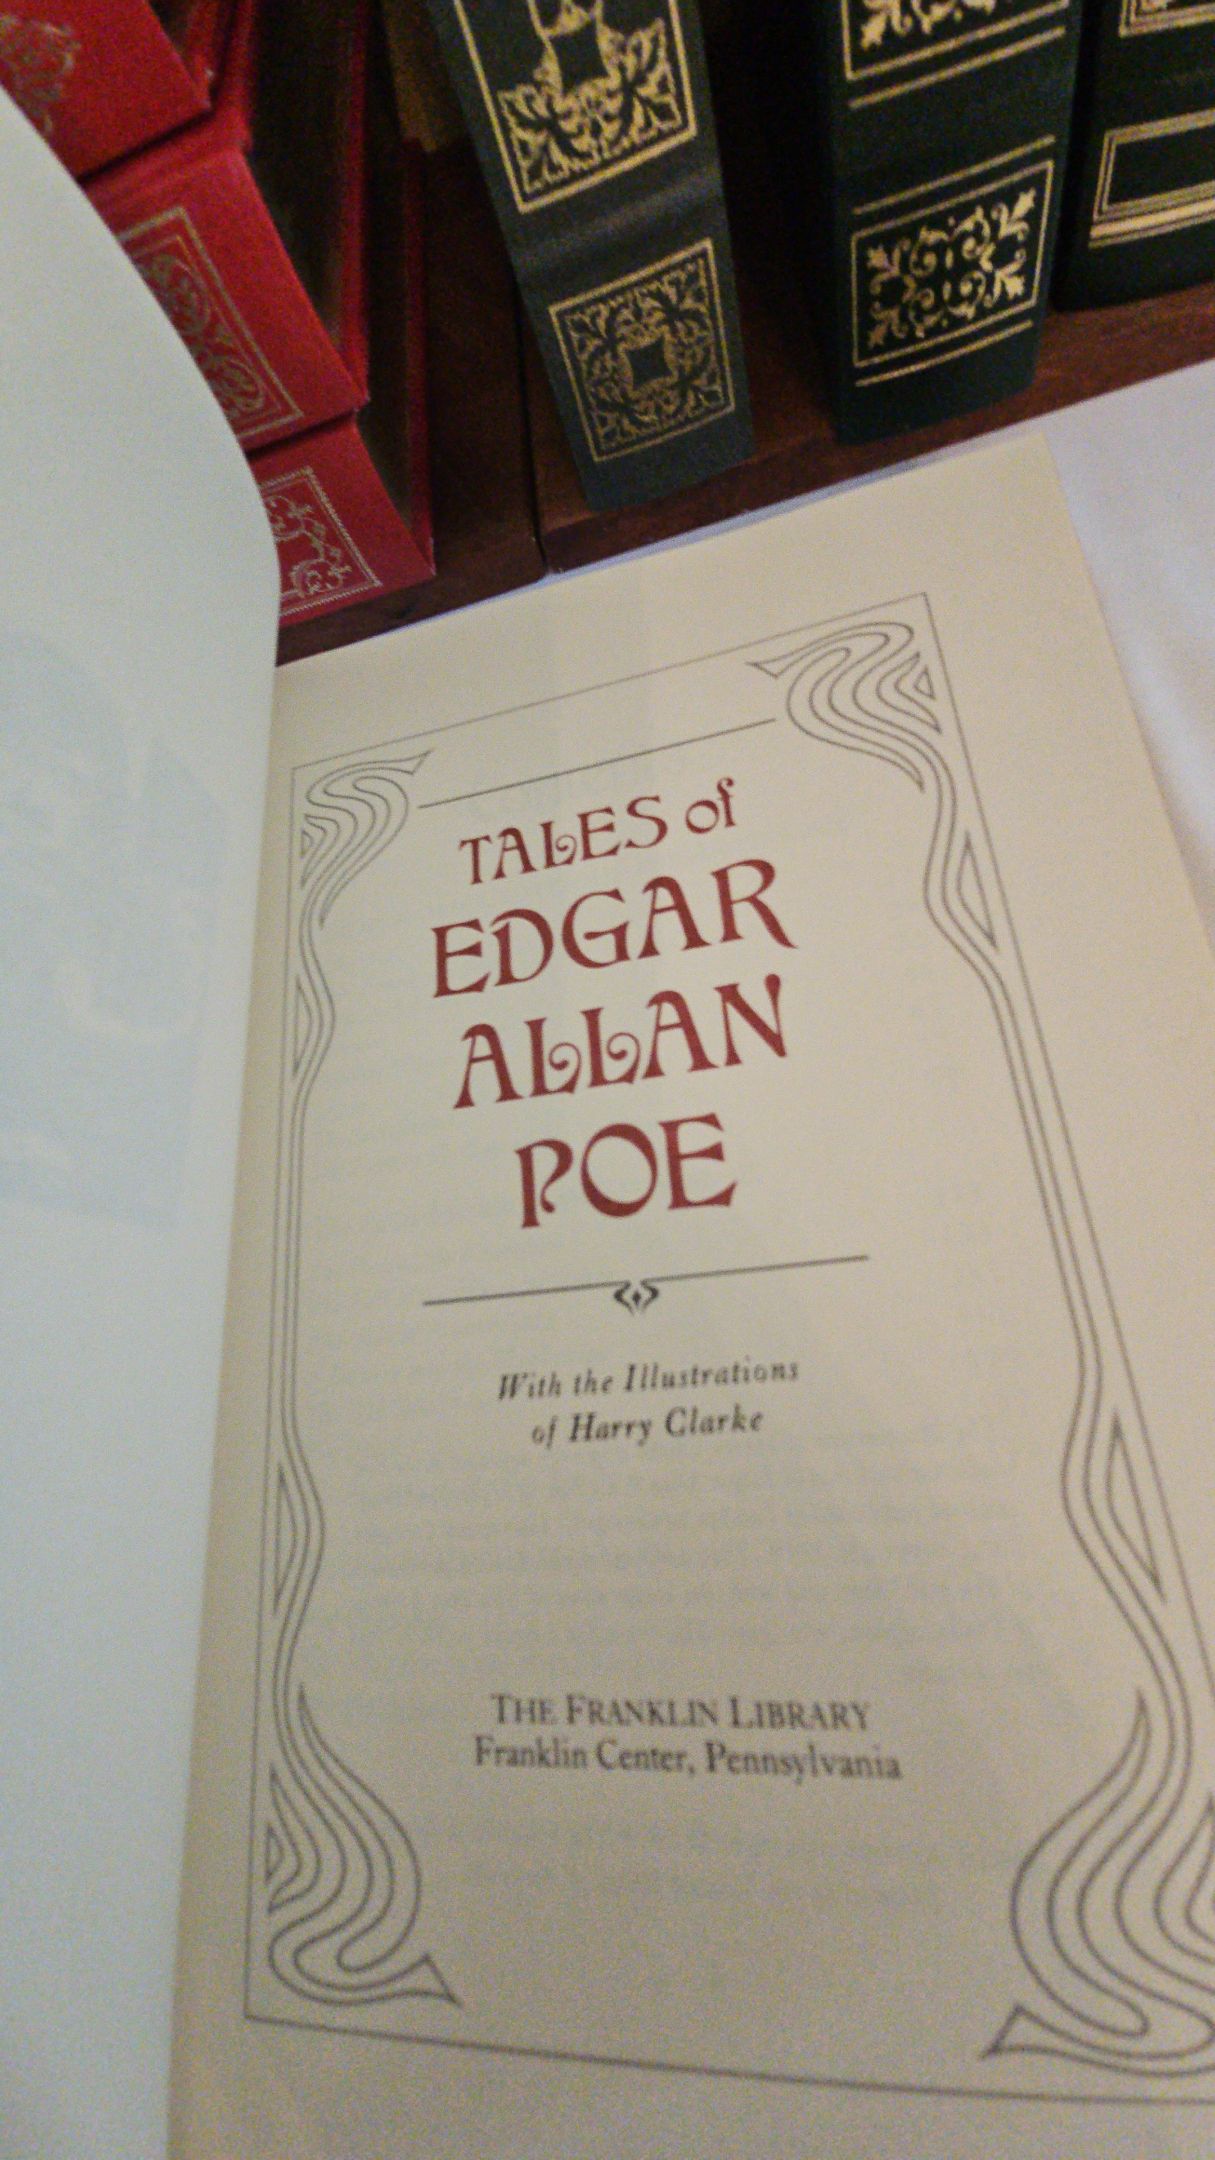 TALES of
EDGAR
ALLAN
POE
With the Illustrations
of Harry Clarke
THE FRANKLIN LIBRARY
Franklin Center, Pennsylvania